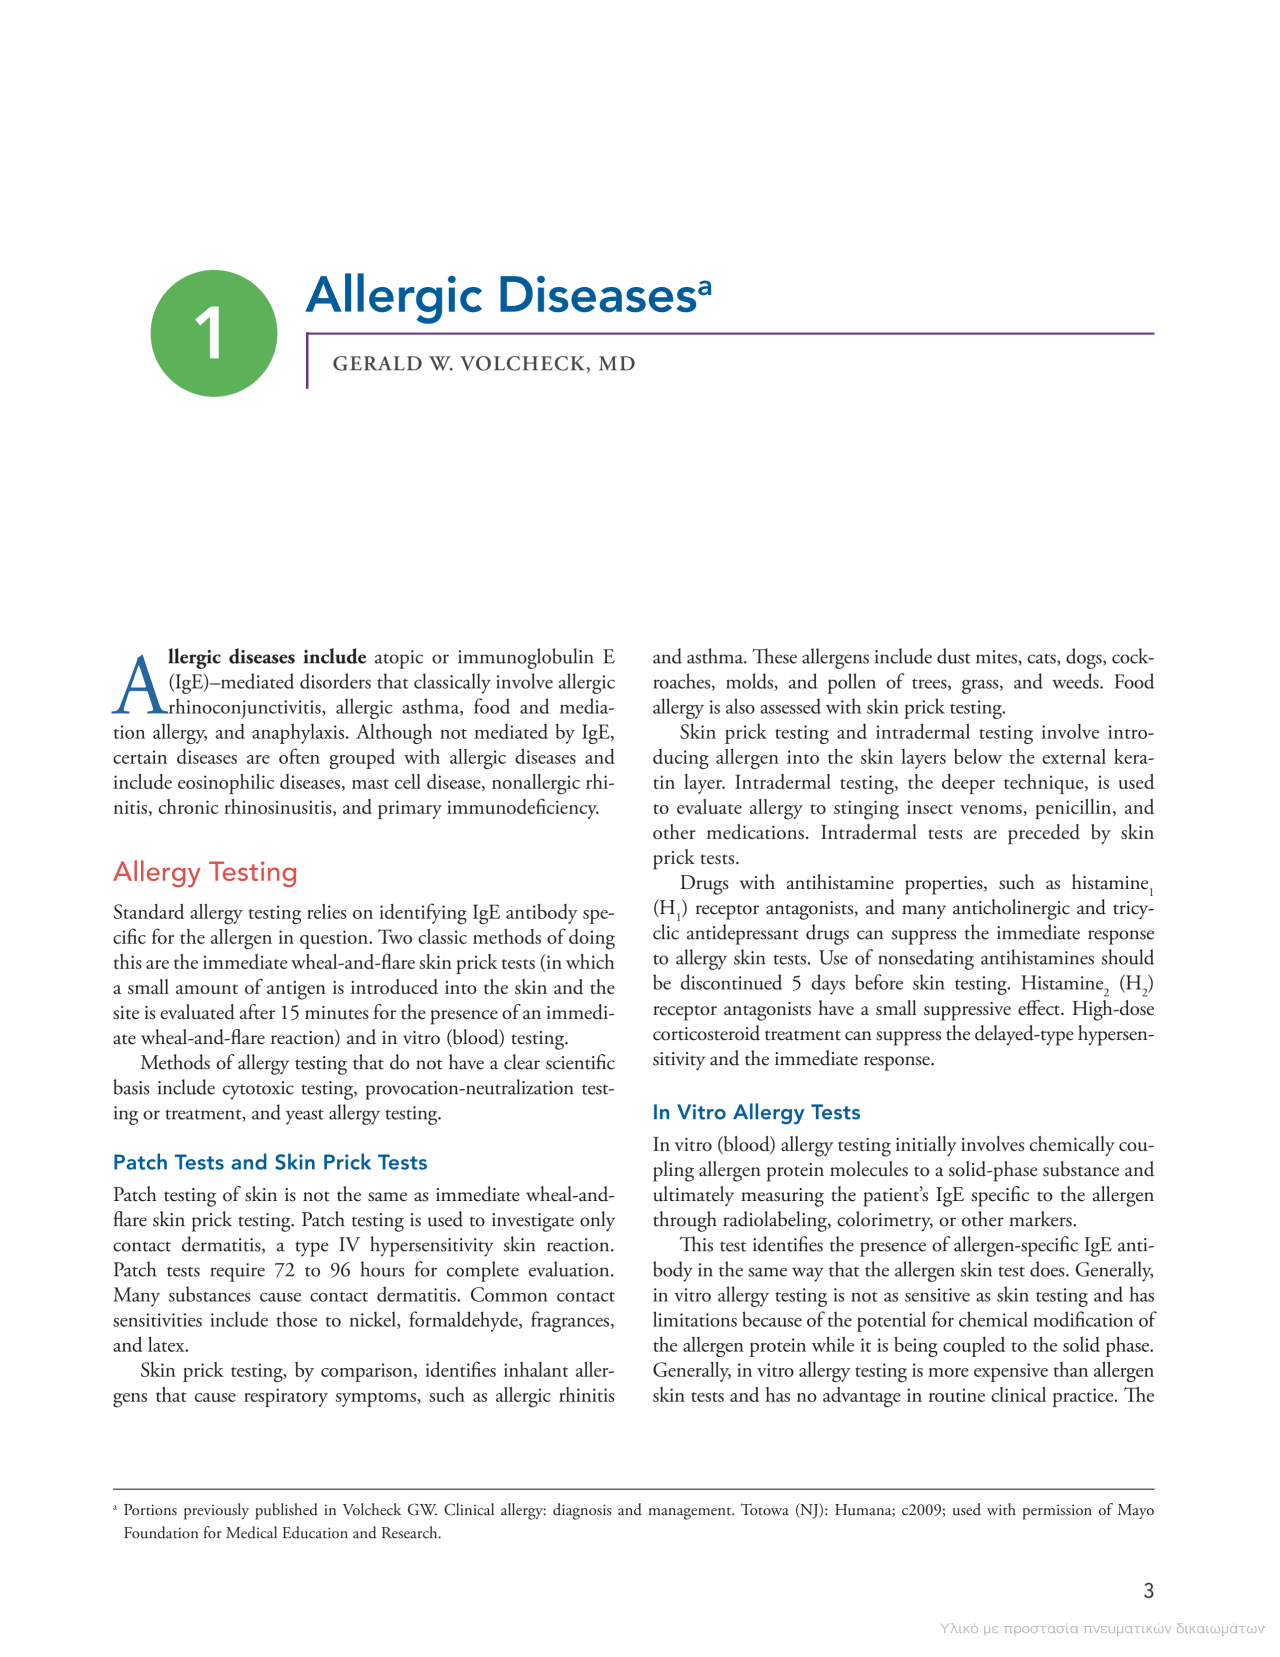 1
Allergic Diseasesᵃ
GERALD W. VOLCHECK, MD
Allergic diseases include atopic or immunoglobulin E
(IgE)–mediated disorders that classically involve allergic
rhinoconjunctivitis, allergic asthma, food and media-
tion allergy, and anaphylaxis. Although not mediated by IgE,
certain diseases are often grouped with allergic diseases and
include eosinophilic diseases, mast cell disease, nonallergic rhi-
nitis, chronic rhinosinusitis, and primary immunodeficiency.
Allergy Testing
Standard allergy testing relies on identifying IgE antibody spe-
cific for the allergen in question. Two classic methods of doing
this are the immediate wheal-and-flare skin prick tests (in which
a small amount of antigen is introduced into the skin and the
site is evaluated after 15 minutes for the presence of an immedi-
ate wheal-and-flare reaction) and in vitro (blood) testing.
Methods of allergy testing that do not have a clear scientific
basis include cytotoxic testing, provocation-neutralization test-
ing or treatment, and yeast allergy testing.
Patch Tests and Skin Prick Tests
Patch testing of skin is not the same as immediate wheal-and-
flare skin prick testing. Patch testing is used to investigate only
contact dermatitis, a type IV hypersensitivity skin reaction.
Patch tests require 72 to 96 hours for complete evaluation.
Many substances cause contact dermatitis. Common contact
sensitivities include those to nickel, formaldehyde, fragrances,
and latex.
Skin prick testing, by comparison, identifies inhalant aller-
gens that cause respiratory symptoms, such as allergic rhinitis
and asthma. These allergens include dust mites, cats, dogs, cock-
roaches, molds, and pollen of trees, grass, and weeds. Food
allergy is also assessed with skin prick testing.
Skin prick testing and intradermal testing involve intro-
ducing allergen into the skin layers below the external kera-
tin layer. Intradermal testing, the deeper technique, is used
to evaluate allergy to stinging insect venoms, penicillin, and
other medications. Intradermal tests are preceded by skin
prick tests.
Drugs with antihistamine properties, such as histamine₁
(H₁) receptor antagonists, and many anticholinergic and tricy-
clic antidepressant drugs can suppress the immediate response
to allergy skin tests. Use of nonsedating antihistamines should
be discontinued 5 days before skin testing. Histamine₂ (H₂)
receptor antagonists have a small suppressive effect. High-dose
corticosteroid treatment can suppress the delayed-type hypersen-
sitivity and the immediate response.
In Vitro Allergy Tests
In vitro (blood) allergy testing initially involves chemically cou-
pling allergen protein molecules to a solid-phase substance and
ultimately measuring the patient's IgE specific to the allergen
through radiolabeling, colorimetry, or other markers.
This test identifies the presence of allergen-specific IgE anti-
body in the same way that the allergen skin test does. Generally,
in vitro allergy testing is not as sensitive as skin testing and has
limitations because of the potential for chemical modification of
the allergen protein while it is being coupled to the solid phase.
Generally, in vitro allergy testing is more expensive than allergen
skin tests and has no advantage in routine clinical practice. The
ᵃ Portions previously published in Volcheck GW. Clinical allergy: diagnosis and management. Totowa (NJ): Humana; c2009; used with permission of Mayo
Foundation for Medical Education and Research.
3
Υλικό με προστασία πνευματικών δικαιωμάτων